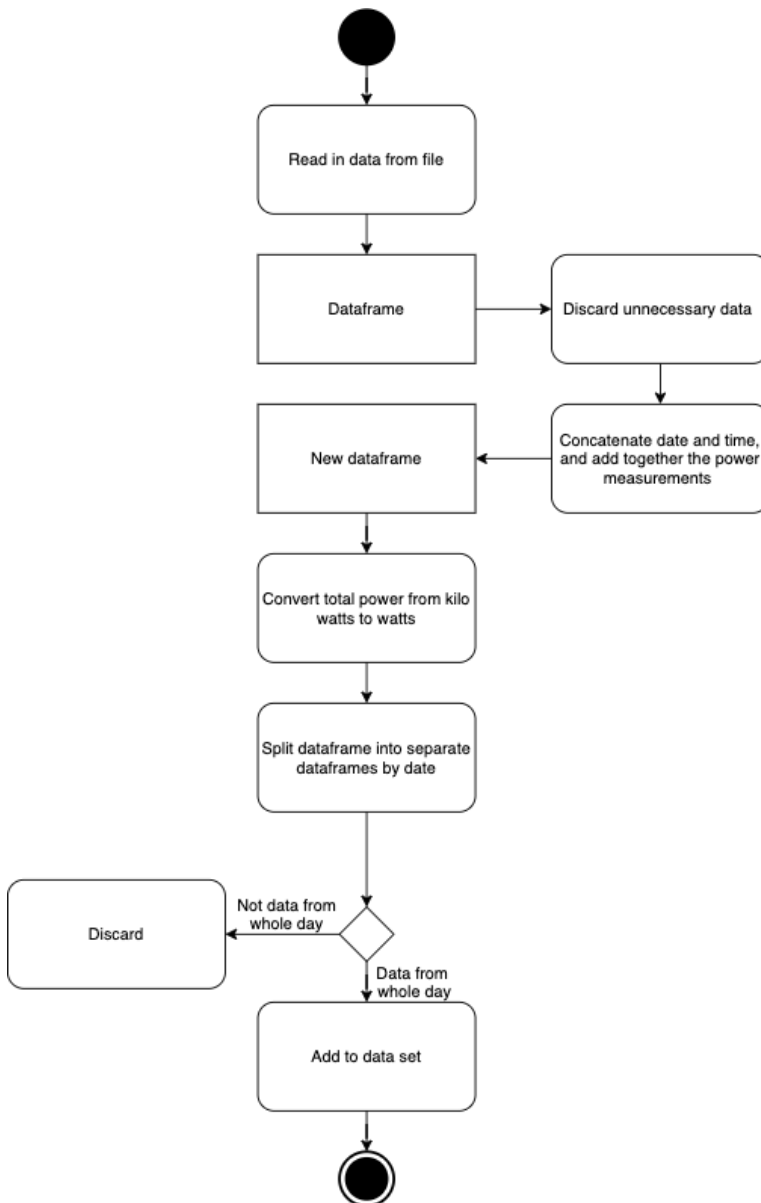 Read in data from file
Dataframe
Discard unnecessary data
Concatenate date and time,
and add together the power
measurements
New dataframe
Convert total power from kilo
watts to watts
Split dataframe into separate
dataframes by date
Not data from
whole day
Discard
Data from
whole day
Add to data set